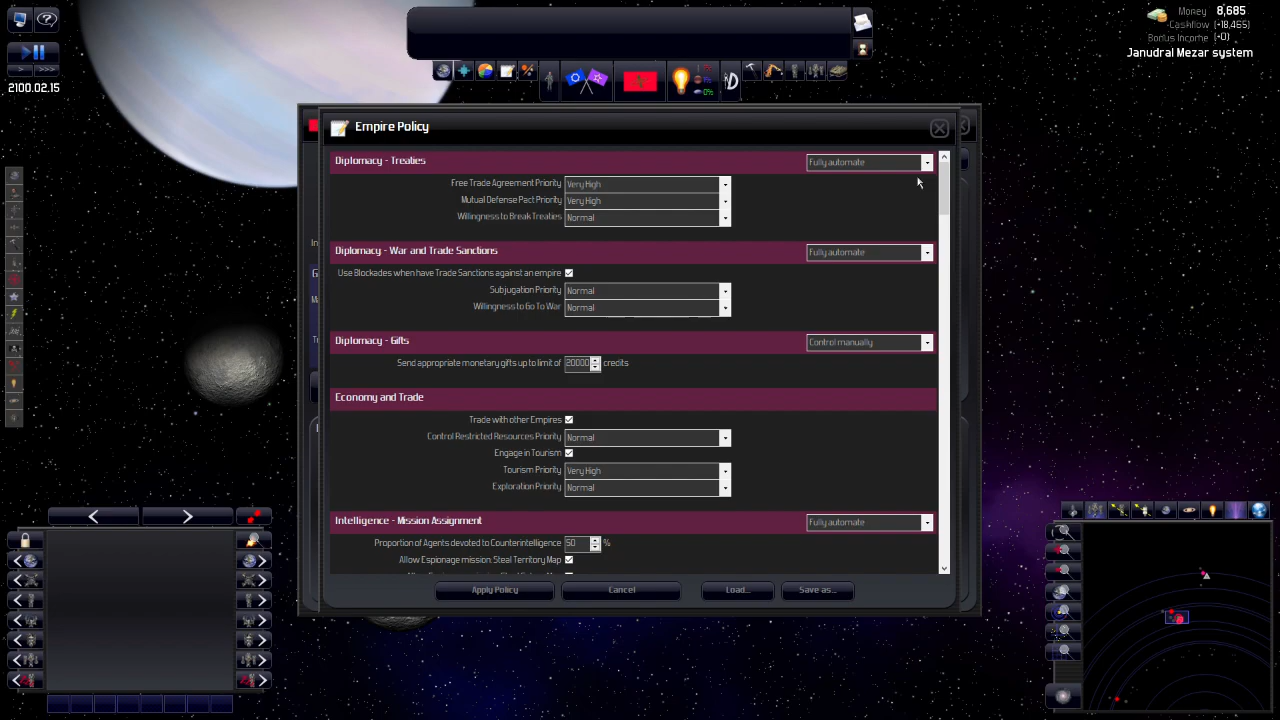 Money 8,685
Cashflow (+18,465)
Bonus Income (+0)
Janudral Mezar system
2100.02.15
Empire Policy
Diplomacy - Treaties
Fully automate
Free Trade Agreement Priority Very High
Mutual Defense Pact Priority Very High
Willingness to Break Treaties Normal
Diplomacy - War and Trade Sanctions
Fully automate
Use Blockades when have Trade Sanctions against an empire
Subjugation Priority Normal
Willingness to Go To War Normal
Diplomacy - Gifts
Control manually
Send appropriate monetary gifts up to limit of 20000 credits
Economy and Trade
Trade with other Empires
Control Restricted Resources Priority Normal
Engage in Tourism
Tourism Priority Very High
Exploration Priority Normal
Intelligence - Mission Assignment
Fully automate
Proportion of Agents devoted to Counterintelligence 50 %
Allow Espionage mission: Steal Territory Map
Apply Policy
Cancel
Load...
Save as...